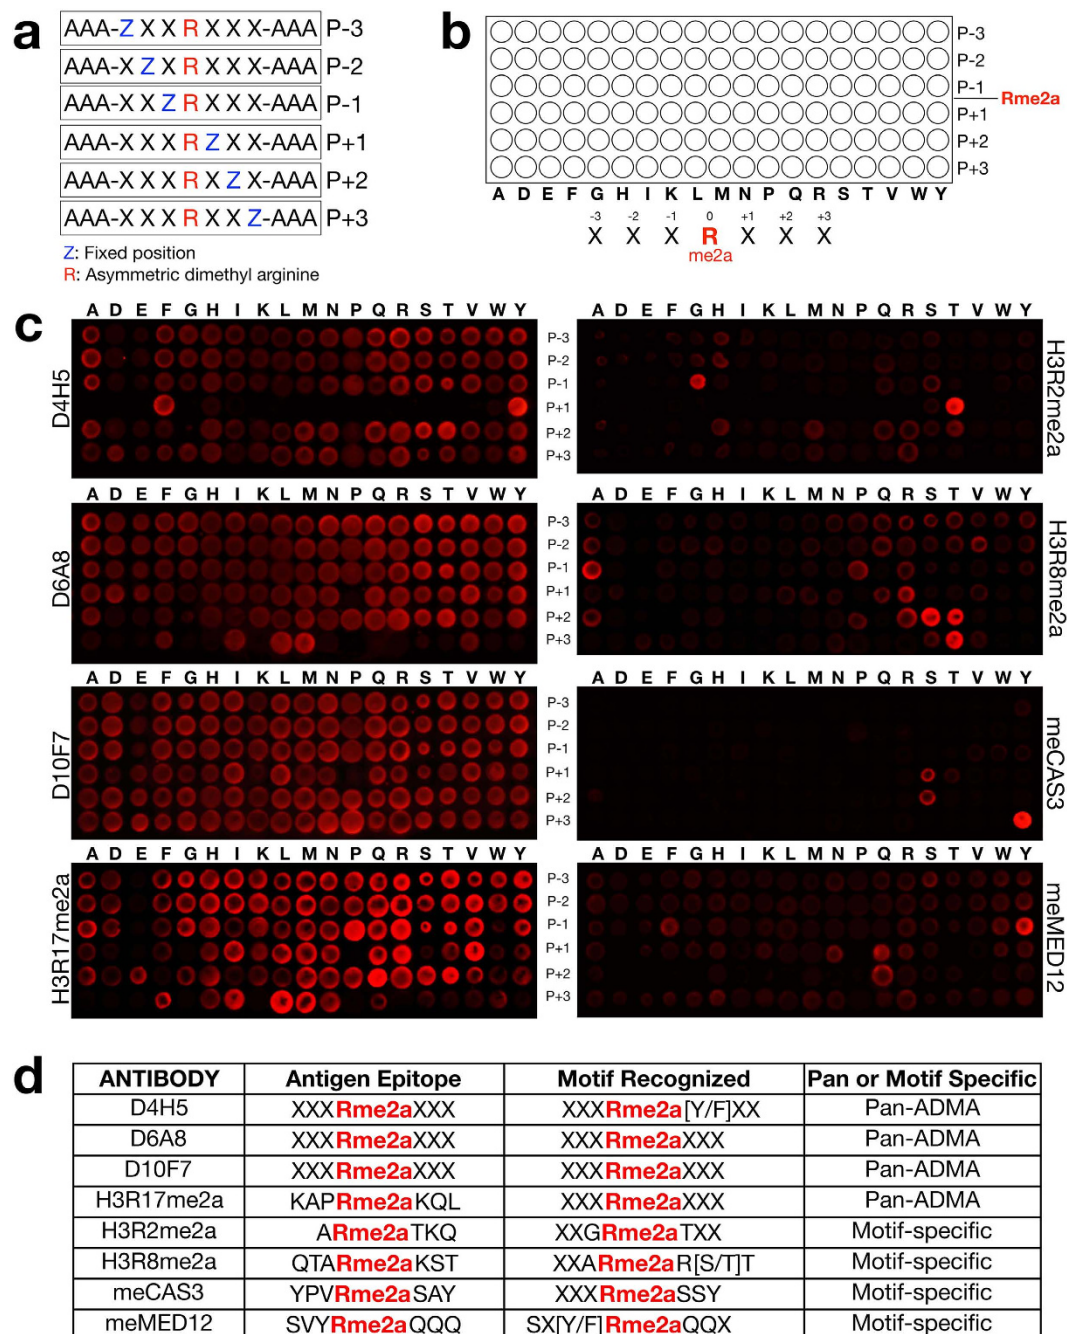 a
AAA-Z X X R X X X-AAA P-3
AAA-X Z X R X X X-AAA P-2
AAA-X X Z R X X X-AAA P-1
AAA-X X X R Z X X-AAA P+1
AAA-X X X R X Z X-AAA P+2
AAA-X X X R X X Z-AAA P+3
Z: Fixed position
R: Asymmetric dimethyl arginine
b
P-3
P-2
P-1
Rme2a
P+1
P+2
P+3
A D E F G H I K L M N P Q R S T V W Y
-3 -2 -1 0 +1 +2 +3
X X X R X X X
me2a
c
A D E F G H I K L M N P Q R S T V W Y
D4H5
P-3
P-2
P-1
P+1
P+2
P+3
A D E F G H I K L M N P Q R S T V W Y
H3R2me2a
A D E F G H I K L M N P Q R S T V W Y
D6A8
P-3
P-2
P-1
P+1
P+2
P+3
A D E F G H I K L M N P Q R S T V W Y
H3R8me2a
A D E F G H I K L M N P Q R S T V W Y
D10F7
P-3
P-2
P-1
P+1
P+2
P+3
A D E F G H I K L M N P Q R S T V W Y
meCAS3
A D E F G H I K L M N P Q R S T V W Y
H3R17me2a
P-3
P-2
P-1
P+1
P+2
P+3
A D E F G H I K L M N P Q R S T V W Y
meMED12
d
ANTIBODY Antigen Epitope Motif Recognized Pan or Motif Specific
D4H5 XXXRme2aXXX XXXRme2a[Y/F]XX Pan-ADMA
D6A8 XXXRme2aXXX XXXRme2aXXX Pan-ADMA
D10F7 XXXRme2aXXX XXXRme2aXXX Pan-ADMA
H3R17me2a KAPRme2aKQL XXXRme2aXXX Pan-ADMA
H3R2me2a ARme2aTKQ XXGRme2aTXX Motif-specific
H3R8me2a QTARme2aKST XXARme2aR[S/T]T Motif-specific
meCAS3 YPVRme2aSAY XXXRme2aSSY Motif-specific
meMED12 SVYRme2aQQQ SX[Y/F]Rme2aQQX Motif-specific